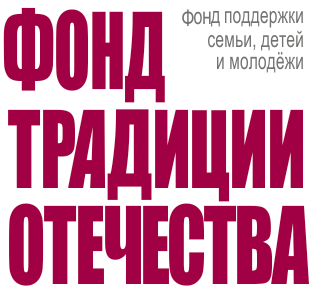 ФОНД
фонд поддержки
семьи, детей
и молодёжи
ТРАДИЦИИ
ОТЕЧЕСТВА